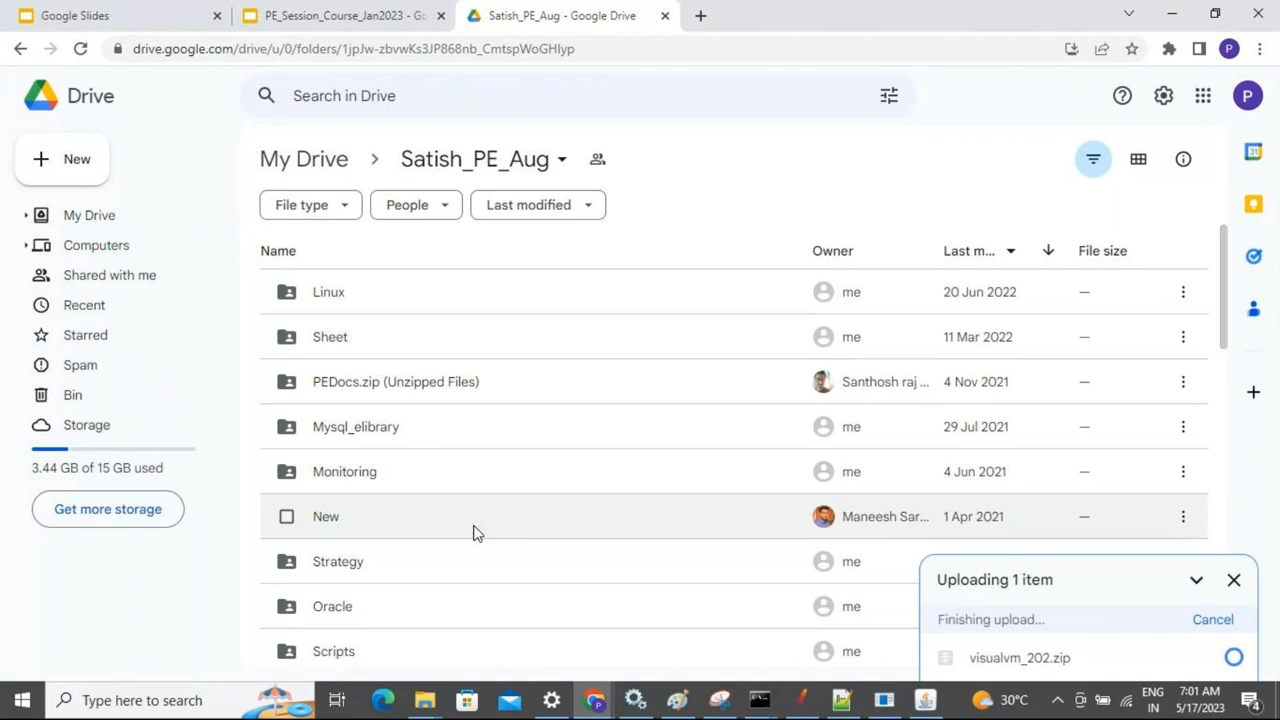 Google Slides
PE_Session_Course_Jan2023 - Go
Satish_PE_Aug - Google Drive
drive.google.com/drive/u/0/folders/1jpJw-zbvwKs3JP868nb_CmtspWoGHIyp
P
Drive
Search in Drive
P
New
My Drive
Computers
Shared with me
Recent
Starred
Spam
Bin
Storage
3.44 GB of 15 GB used
Get more storage
My Drive > Satish_PE_Aug
File type
People
Last modified
Name Owner Last m... File size
Linux me 20 Jun 2022 —
Sheet me 11 Mar 2022 —
PEDocs.zip (Unzipped Files) Santhosh raj ... 4 Nov 2021 —
Mysql_elibrary me 29 Jul 2021 —
Monitoring me 4 Jun 2021 —
New Maneesh Sar... 1 Apr 2021 —
Strategy me
Oracle me
Scripts me
31
Uploading 1 item
Finishing upload... Cancel
visualvm_202.zip
Type here to search
30°C
ENG
IN
7:01 AM
5/17/2023
4